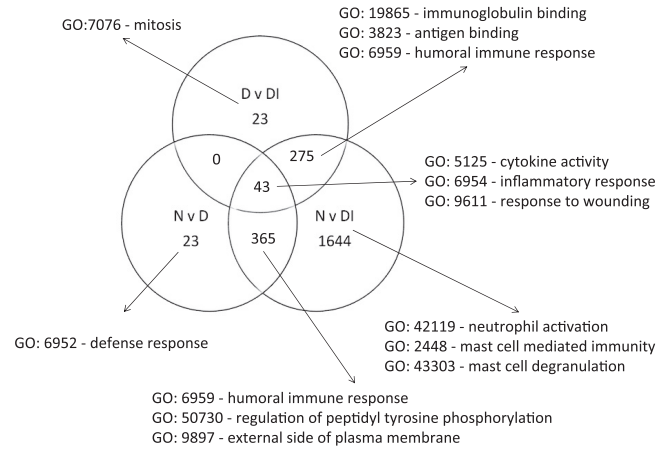 GO:7076 - mitosis
GO: 19865 - immunoglobulin binding
GO: 3823 - antigen binding
GO: 6959 - humoral immune response
D v DI
23
0
275
43
GO: 5125 - cytokine activity
GO: 6954 - inflammatory response
GO: 9611 - response to wounding
N v D
23
365
N v DI
1644
GO: 6952 - defense response
GO: 42119 - neutrophil activation
GO: 2448 - mast cell mediated immunity
GO: 43303 - mast cell degranulation
GO: 6959 - humoral immune response
GO: 50730 - regulation of peptidyl tyrosine phosphorylation
GO: 9897 - external side of plasma membrane